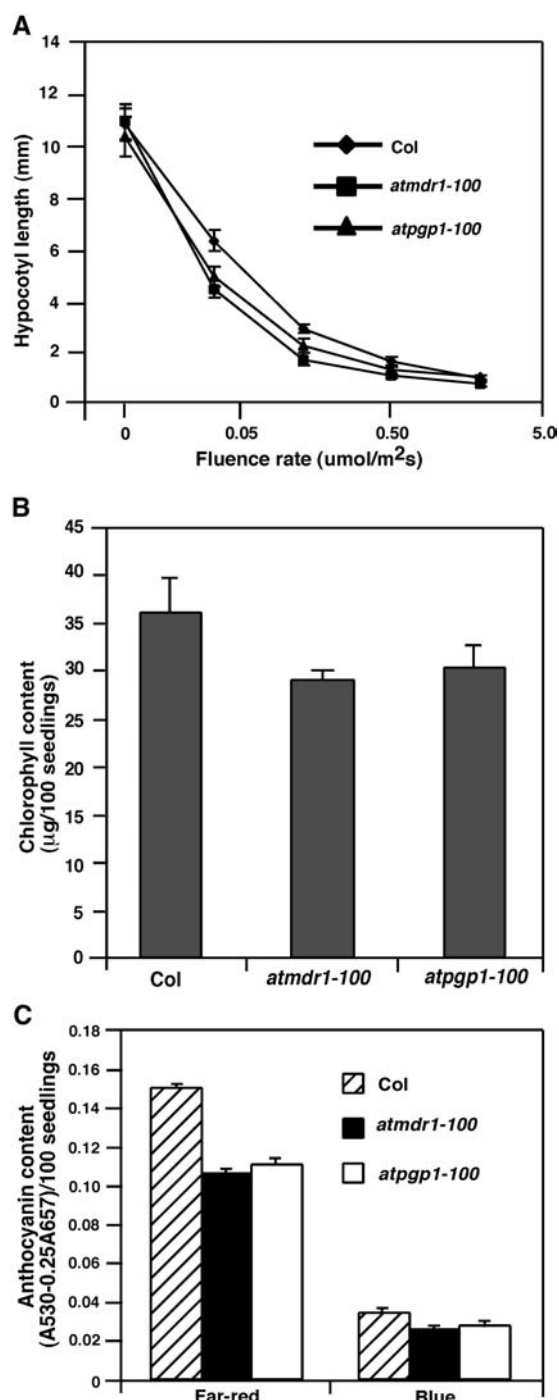 A
Hypocotyl length (mm)
14
12
10
8
6
4
2
0
Col
atmdr1-100
atpgp1-100
0
0.05
0.50
5.00
Fluence rate (umol/m²s)
B
Chlorophyll content
(µg/100 seedlings)
45
40
35
30
25
20
15
10
5
0
Col
atmdr1-100
atpgp1-100
C
Anthocyanin content
(A530-0.25A657)/100 seedlings
0.18
0.16
0.14
0.12
0.10
0.08
0.06
0.04
0.02
0
Col
atmdr1-100
atpgp1-100
Far-red
Blue